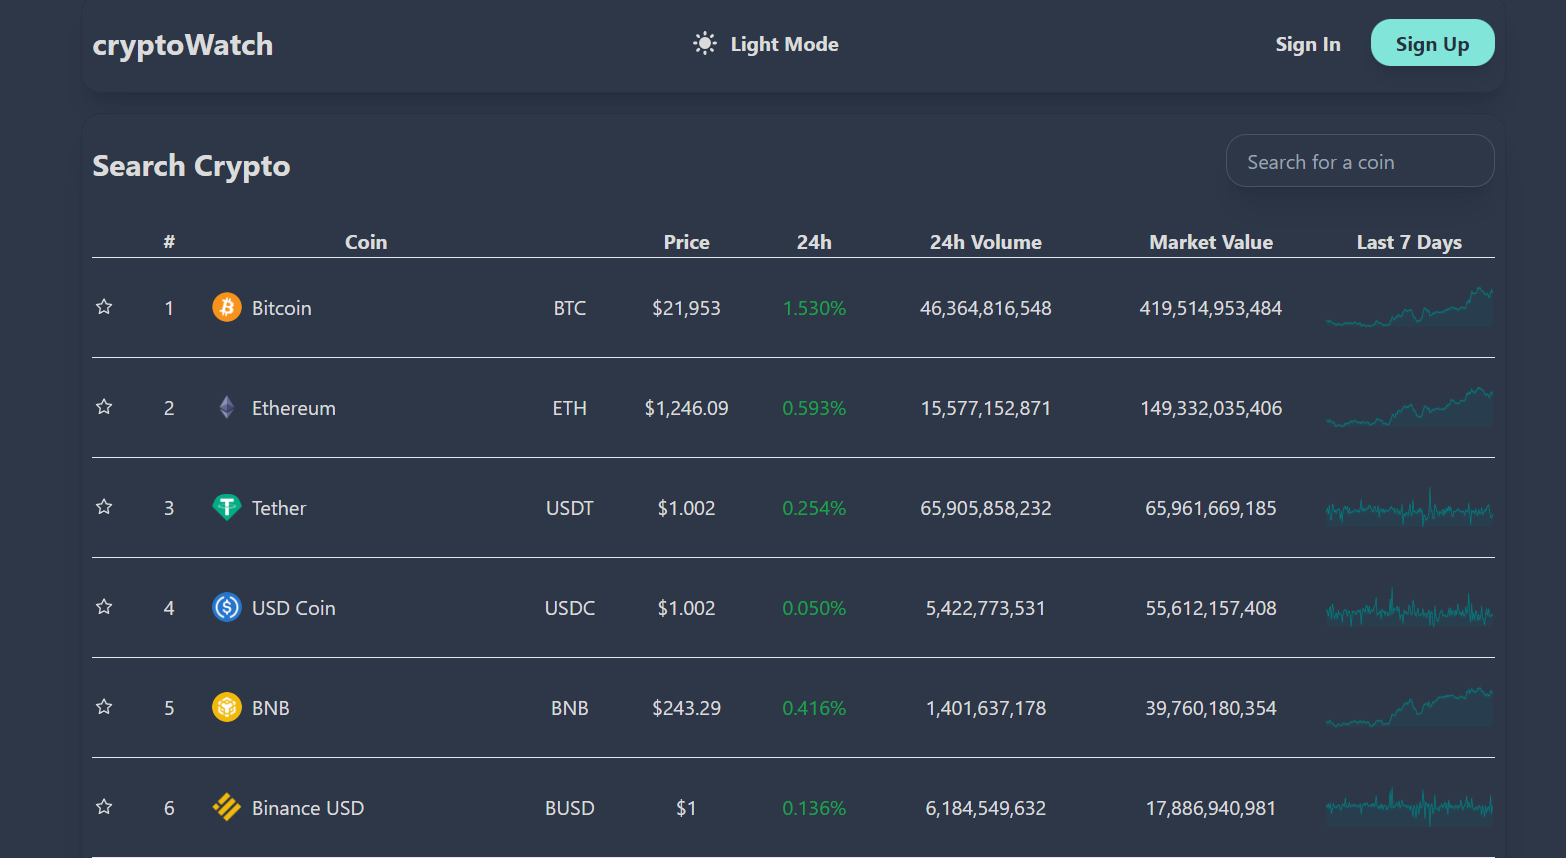 cryptoWatch Light Mode Sign In Sign Up
Search Crypto Search for a coin
# Coin Price 24h 24h Volume Market Value Last 7 Days
1 Bitcoin BTC $21,953 1.530% 46,364,816,548 419,514,953,484
2 Ethereum ETH $1,246.09 0.593% 15,577,152,871 149,332,035,406
3 Tether USDT $1.002 0.254% 65,905,858,232 65,961,669,185
4 USD Coin USDC $1.002 0.050% 5,422,773,531 55,612,157,408
5 BNB BNB $243.29 0.416% 1,401,637,178 39,760,180,354
6 Binance USD BUSD $1 0.136% 6,184,549,632 17,886,940,981